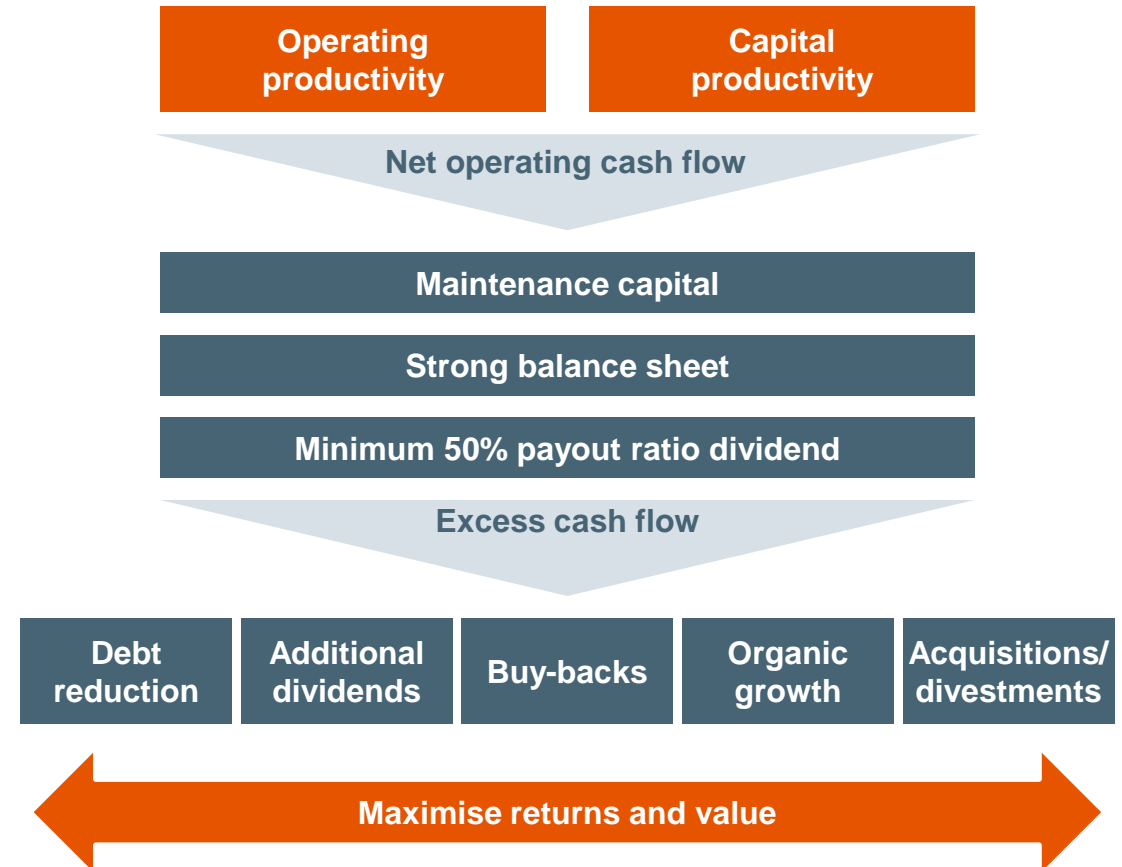 Operating
productivity
Capital
productivity
Net operating cash flow
Maintenance capital
Strong balance sheet
Minimum 50% payout ratio dividend
Excess cash flow
Debt
reduction
Additional
dividends
Buy-backs
Organic
growth
Acquisitions/
divestments
Maximise returns and value